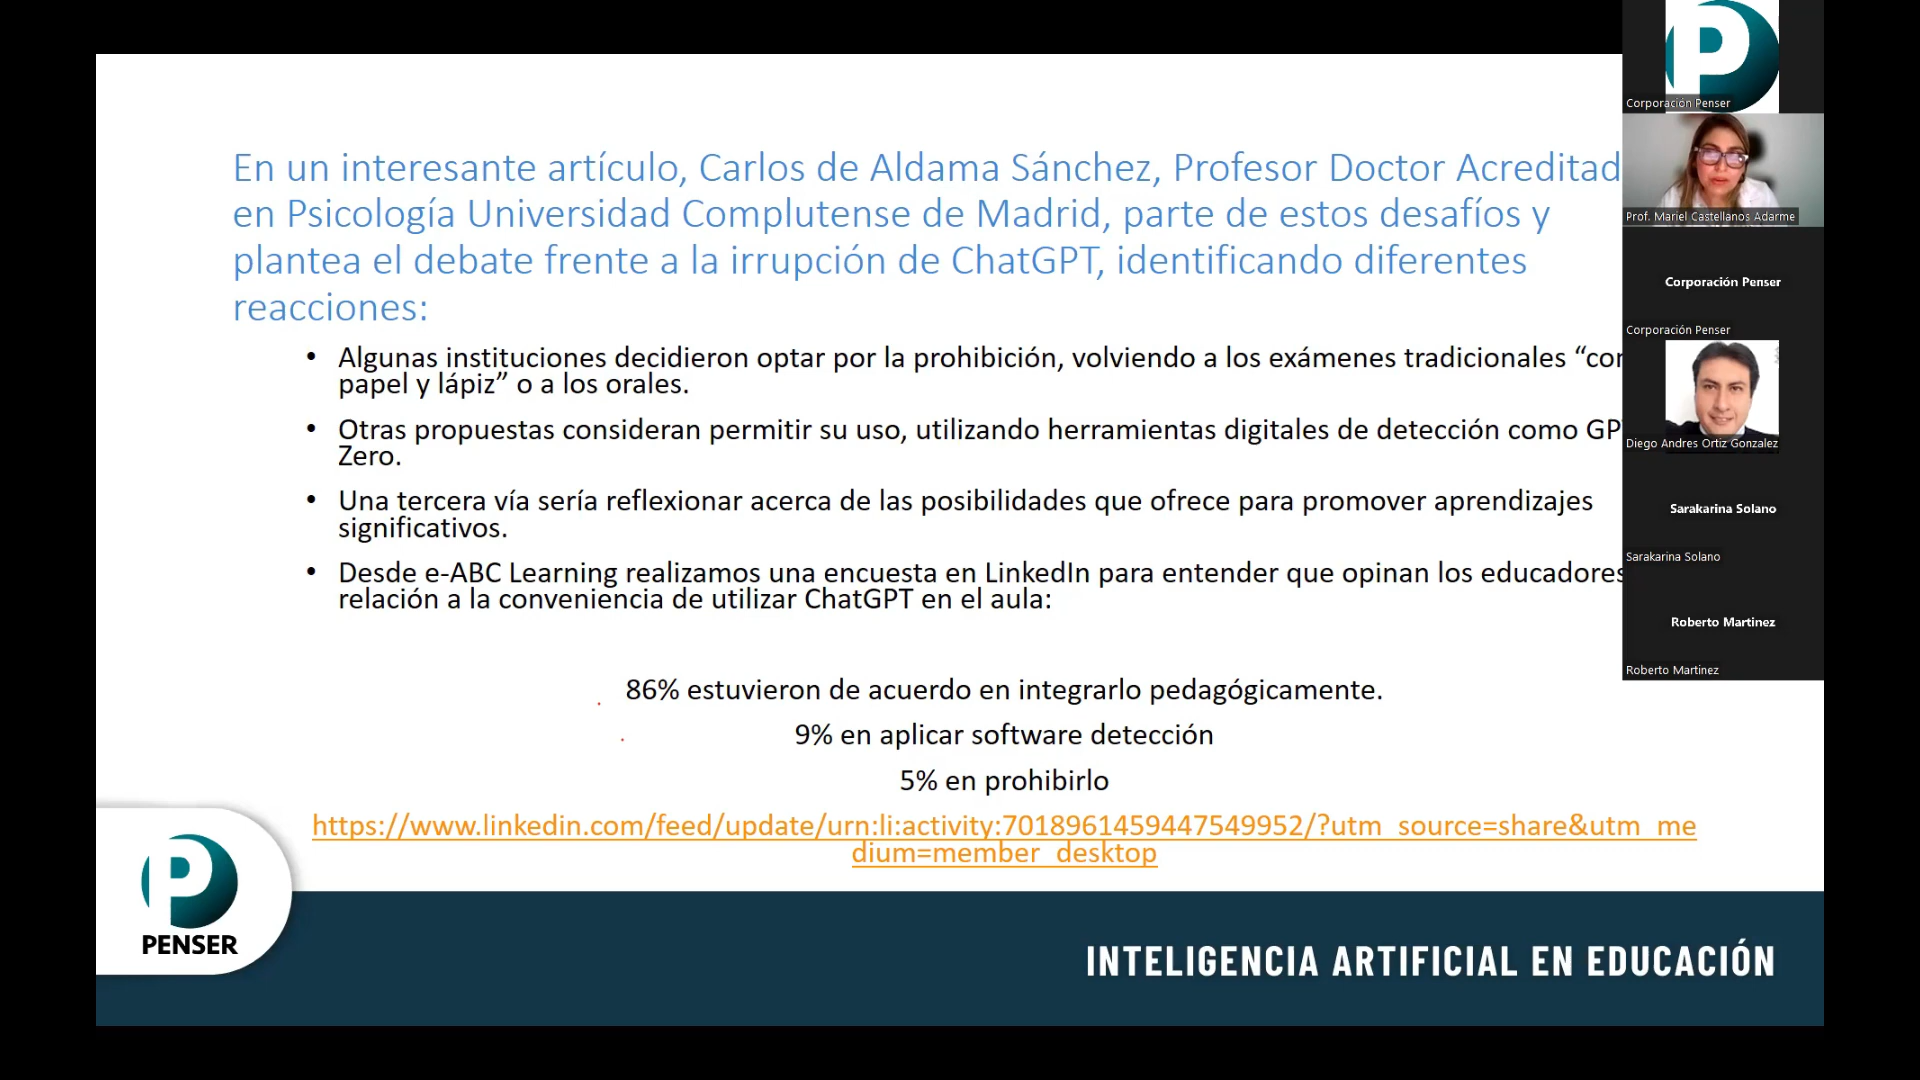 En un interesante artículo, Carlos de Aldama Sánchez, Profesor Doctor Acreditad
en Psicología Universidad Complutense de Madrid, parte de estos desafíos y
plantea el debate frente a la irrupción de ChatGPT, identificando diferentes
reacciones:
• Algunas instituciones decidieron optar por la prohibición, volviendo a los exámenes tradicionales “con
papel y lápiz” o a los orales.
• Otras propuestas consideran permitir su uso, utilizando herramientas digitales de detección como GP
Zero.
• Una tercera vía sería reflexionar acerca de las posibilidades que ofrece para promover aprendizajes
significativos.
• Desde e-ABC Learning realizamos una encuesta en LinkedIn para entender que opinan los educadores
relación a la conveniencia de utilizar ChatGPT en el aula:
86% estuvieron de acuerdo en integrarlo pedagógicamente.
9% en aplicar software detección
5% en prohibirlo
https://www.linkedin.com/feed/update/urn:li:activity:7018961459447549952/?utm_source=share&utm_me
dium=member_desktop
PENSER
INTELIGENCIA ARTIFICIAL EN EDUCACIÓN
Corporación Penser
Prof. Mariel Castellanos Adarme
Corporación Penser
Corporación Penser
Diego Andres Ortiz Gonzalez
Sarakarina Solano
Sarakarina Solano
Roberto Martinez
Roberto Martinez